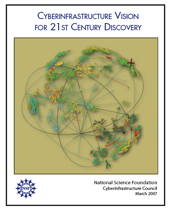 CYBERINFRASTRUCTURE VISION
FOR 21ST CENTURY DISCOVERY
National Science Foundation
Cyberinfrastructure Council
March 2007